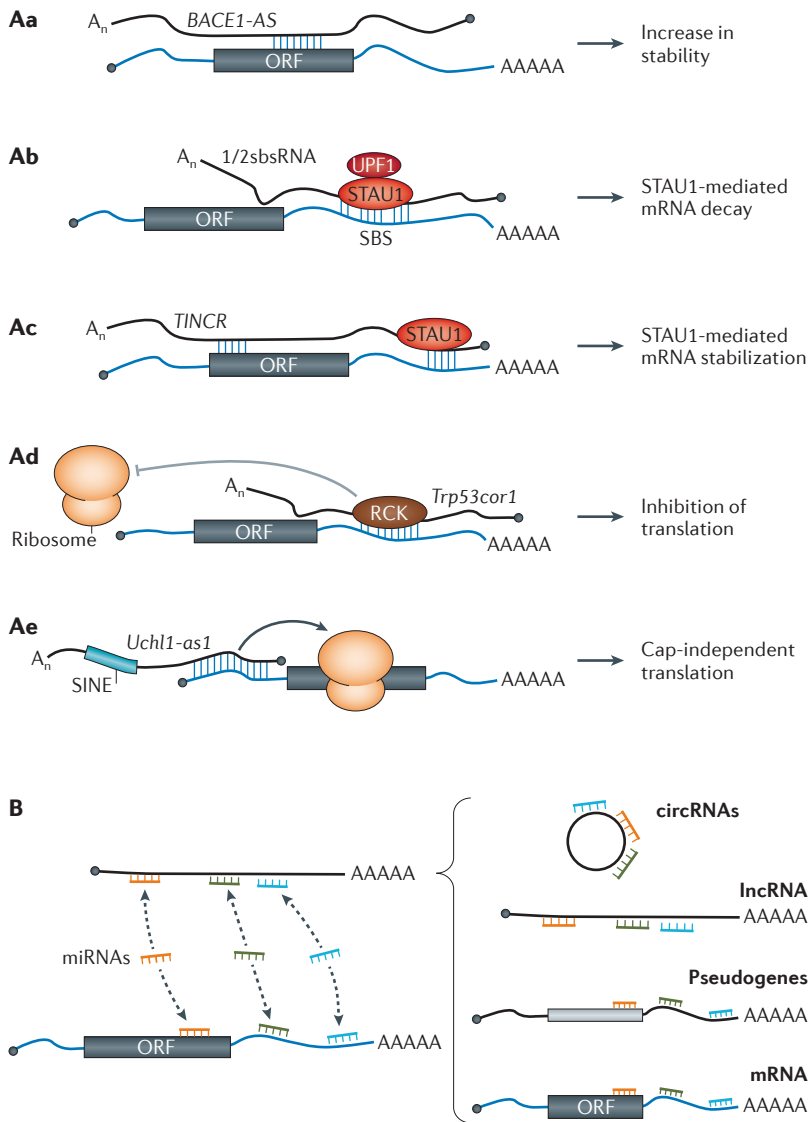 Aa
An
BACE1-AS
ORF
AAAAA
Increase in
stability
Ab
An
1/2sbsRNA
UPF1
STAU1
ORF
SBS
AAAAA
STAU1-mediated
mRNA decay
Ac
An
TINCR
STAU1
ORF
AAAAA
STAU1-mediated
mRNA stabilization
Ad
An
RCK
Trp53cor1
Ribosome
ORF
AAAAA
Inhibition of
translation
Ae
An
Uchl1-as1
SINE
AAAAA
Cap-independent
translation
B
AAAAA
miRNAs
ORF
AAAAA
circRNAs
lncRNA
AAAAA
Pseudogenes
AAAAA
mRNA
ORF
AAAAA